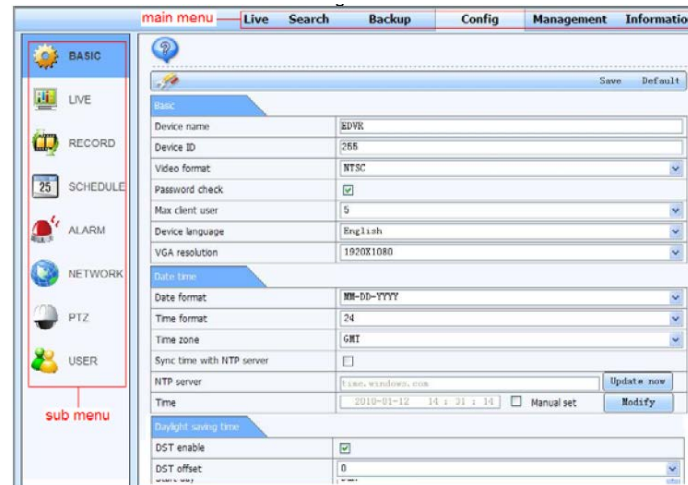 main menu Live Search Backup Config Management Informatio
BASIC
LIVE
RECORD
25 SCHEDULE
ALARM
NETWORK
PTZ
USER
sub menu
Save Default
Basic
Device name EDVR
Device ID 255
Video format NTSC
Password check
Max client user 5
Device language English
VGA resolution 1920X1080
Date time
Date format MM-DD-YYYY
Time format 24
Time zone GMT
Sync time with NTP server
NTP server time.windows.com Update now
Time 2010-01-12 14 : 31 : 14 Manual set Modify
Daylight saving time
DST enable
DST offset 0